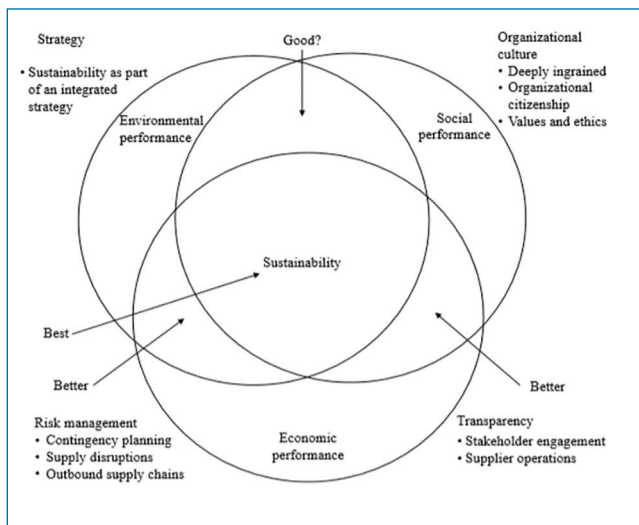 Strategy
• Sustainability as part
of an integrated
strategy
Good?
Organizational
culture
• Deeply ingrained
• Organizational
citizenship
• Values and ethics
Environmental
performance
Social
performance
Sustainability
Best
Better
Better
Risk management
• Contingency planning
• Supply disruptions
• Outbound supply chains
Economic
performance
Transparency
• Stakeholder engagement
• Supplier operations